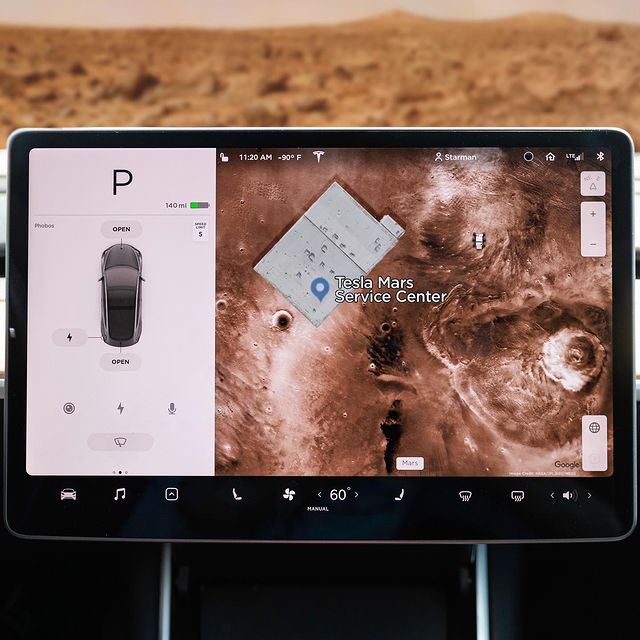 11:20 AM -90° F
Starman
LTE
P
140 mi
Phobos
OPEN
SPEED
LIMIT
5
OPEN
Tesla Mars
Service Center
Mars
Google
60°
MANUAL